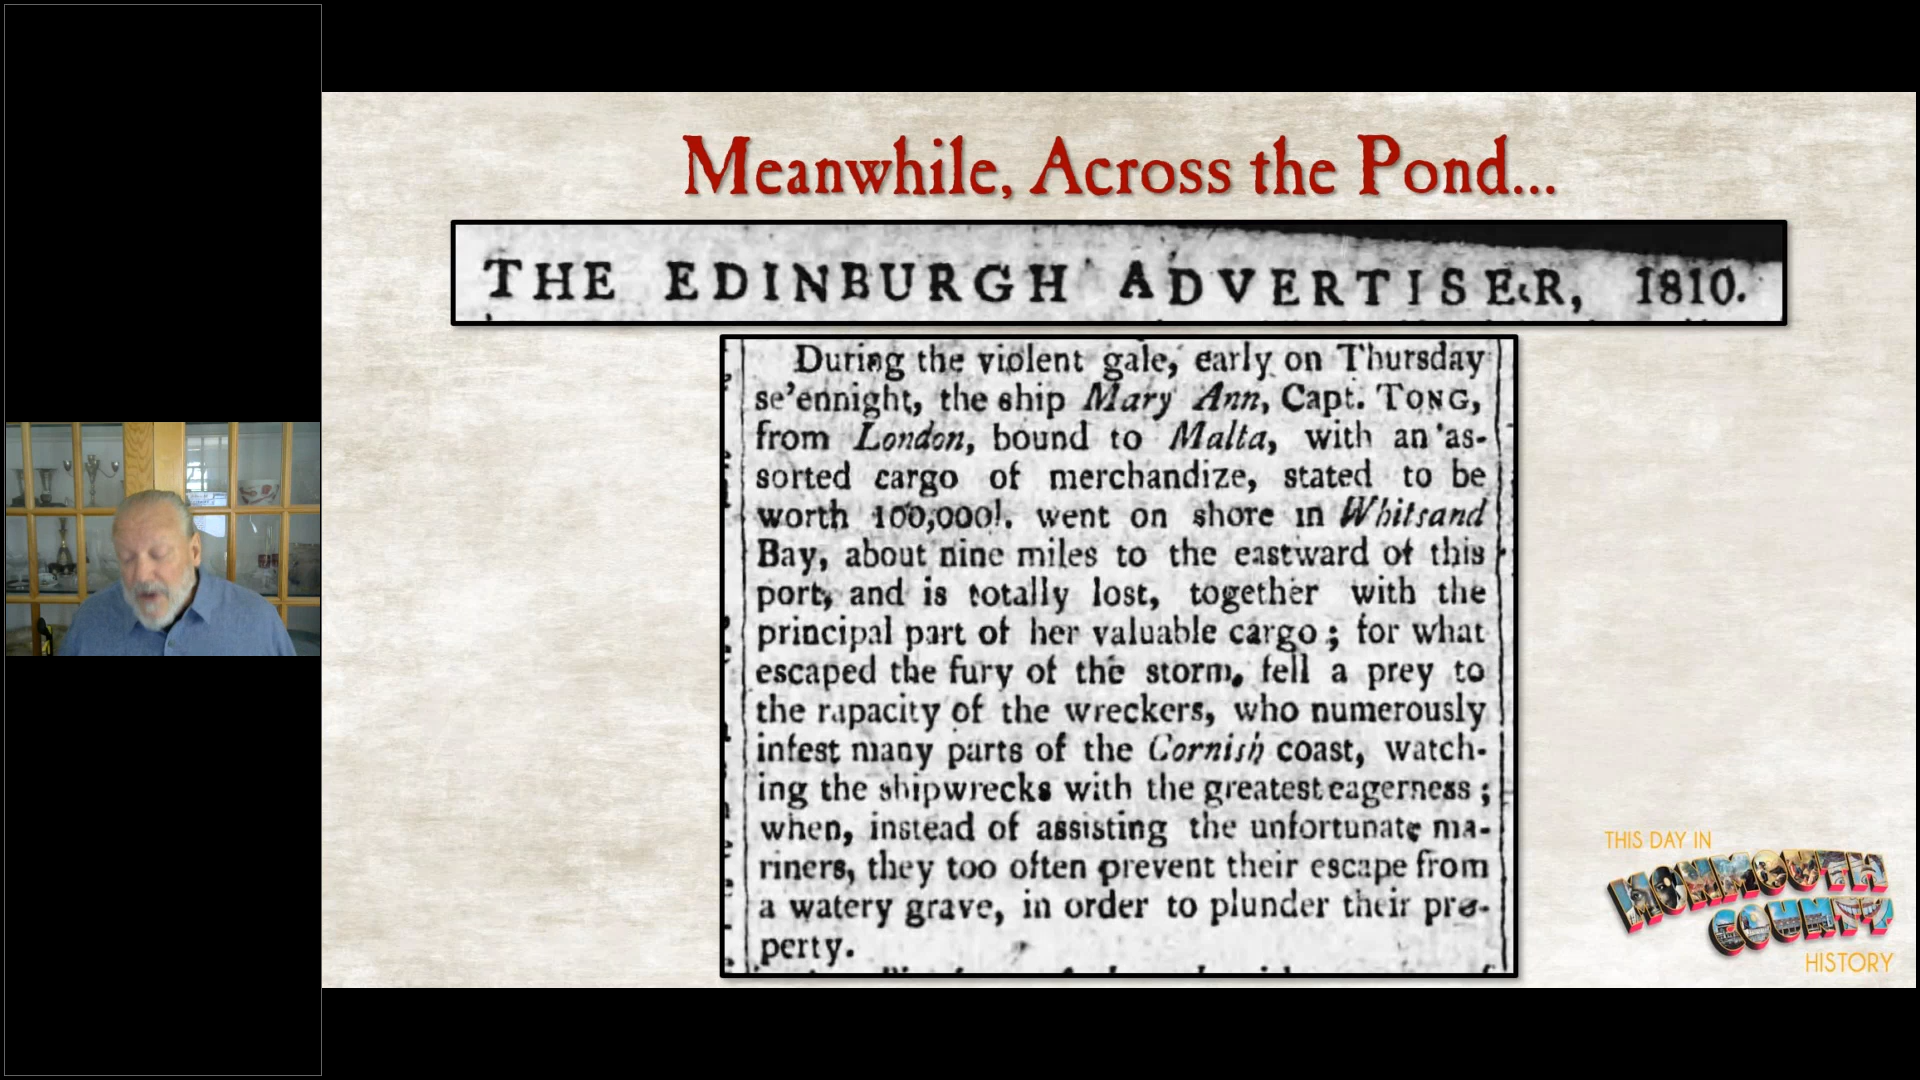 Meanwhile, Across the Pond...
THE EDINBURGH ADVERTISER, 1810.
During the violent gale, early on Thursday
se'ennight, the ship Mary Ann, Capt. TONG,
from London, bound to Malta, with an as-
sorted cargo of merchandize, stated to be
worth 100,000l. went on shore in Whitsand
Bay, about nine miles to the eastward of this
port, and is totally lost, together with the
principal part of her valuable cargo; for what
escaped the fury of the storm, fell a prey to
the rapacity of the wreckers, who numerously
infest many parts of the Cornish coast, watch-
ing the shipwrecks with the greatest eagerness;
when, instead of assisting the unfortunate ma-
riners, they too often prevent their escape from
a watery grave, in order to plunder their pro-
perty.
THIS DAY IN
MONMOUTH
COUNTY
HISTORY